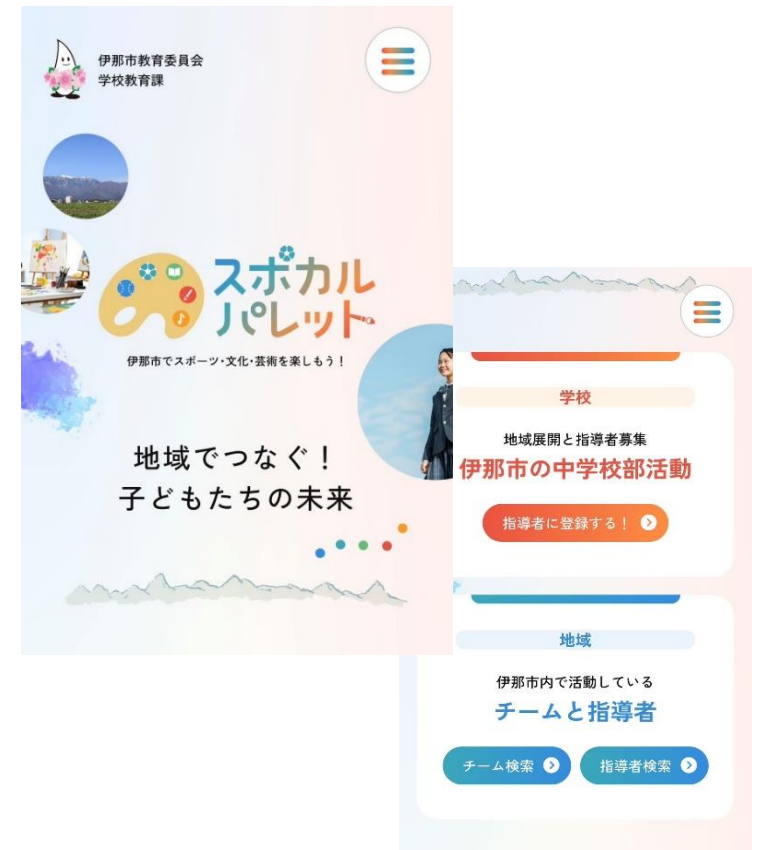 伊那市教育委員会
学校教育課
スポカル
パレット
伊那市でスポーツ・文化・芸術を楽しもう!
地域でつなぐ!
子どもたちの未来
学校
地域展開と指導者募集
伊那市の中学校部活動
指導者に登録する!
地域
伊那市内で活動している
チームと指導者
チーム検索
指導者検索